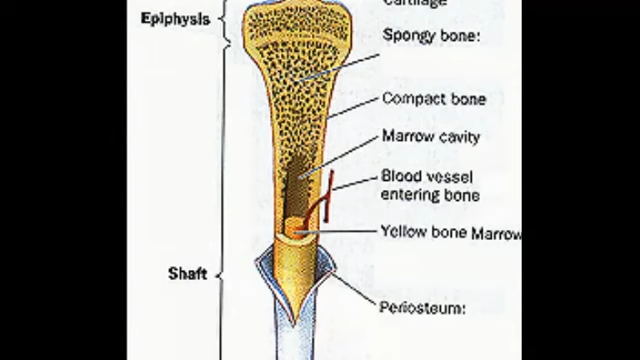 Cartilage
Epiphysis
Spongy bone:
Compact bone
Marrow cavity
Blood vessel
entering bone
Yellow bone Marrow
Shaft
Periosteum: